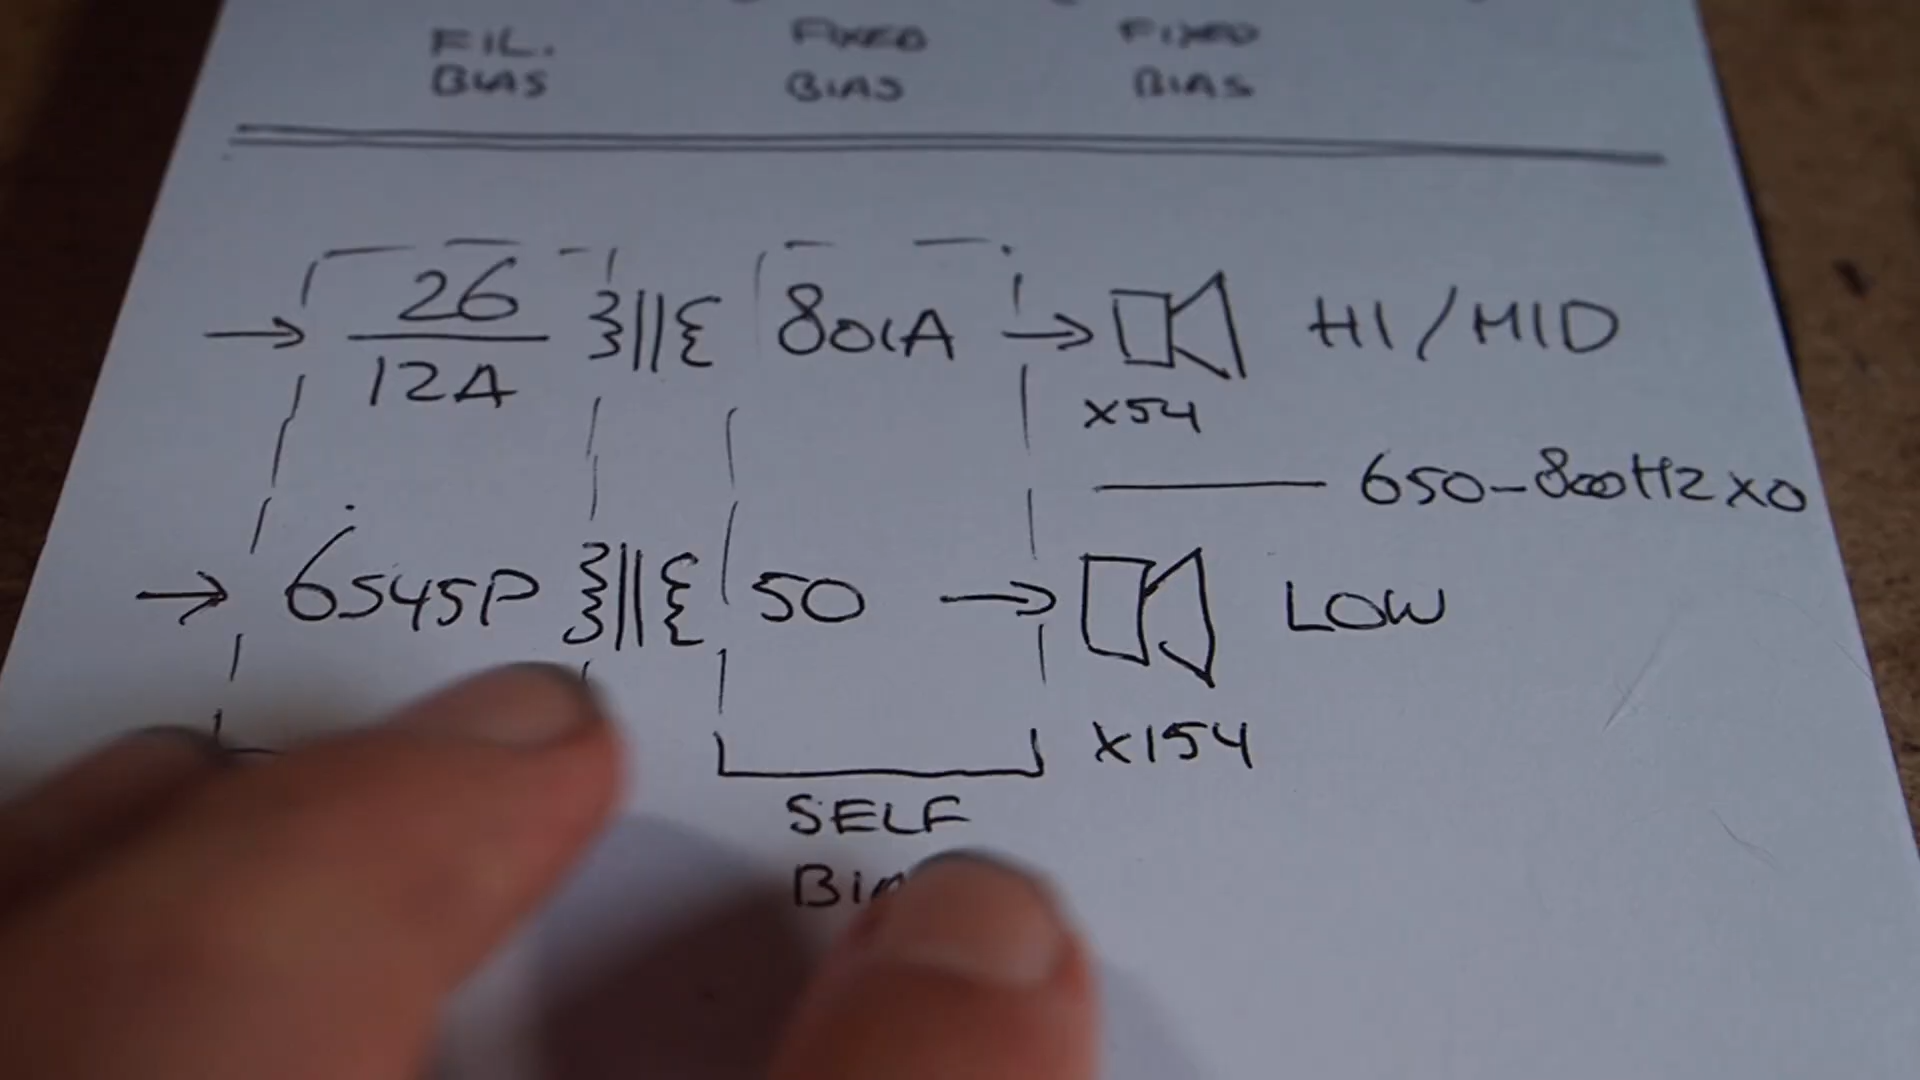 FIL. FIXED FIXED
BIAS BIAS BIAS
26 801A HI/MID
12A
x54
650-800Hz XO
6S45P 50 LOW
x154
SELF